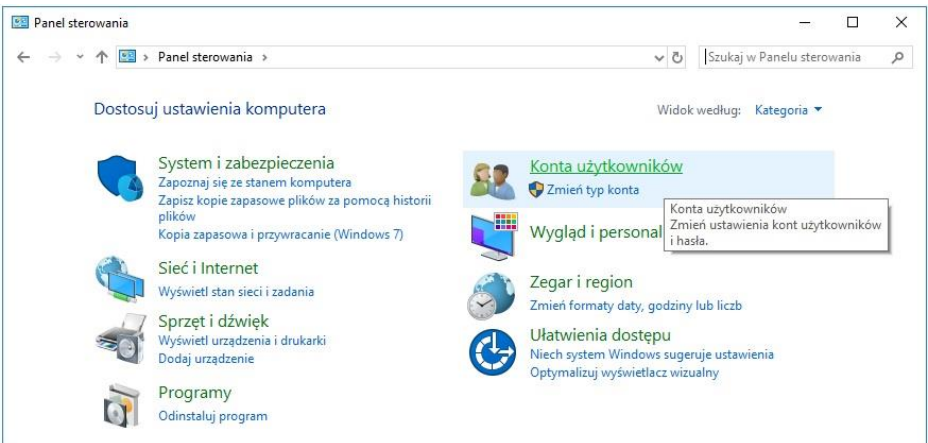 Panel sterowania
Panel sterowania
Szukaj w Panelu sterowania
Dostosuj ustawienia komputera
Widok według: Kategoria
System i zabezpieczenia
Zapoznaj się ze stanem komputera
Zapisz kopie zapasowe plików za pomocą historii
plików
Kopia zapasowa i przywracanie (Windows 7)
Sieć i Internet
Wyświetl stan sieci i zadania
Sprzęt i dźwięk
Wyświetl urządzenia i drukarki
Dodaj urządzenie
Programy
Odinstaluj program
Konta użytkowników
Zmień typ konta
Konta użytkowników
Zmień ustawienia kont użytkowników
i hasła.
Wygląd i personal
Zegar i region
Zmień formaty daty, godziny lub liczb
Ułatwienia dostępu
Niech system Windows sugeruje ustawienia
Optymalizuj wyświetlacz wizualny